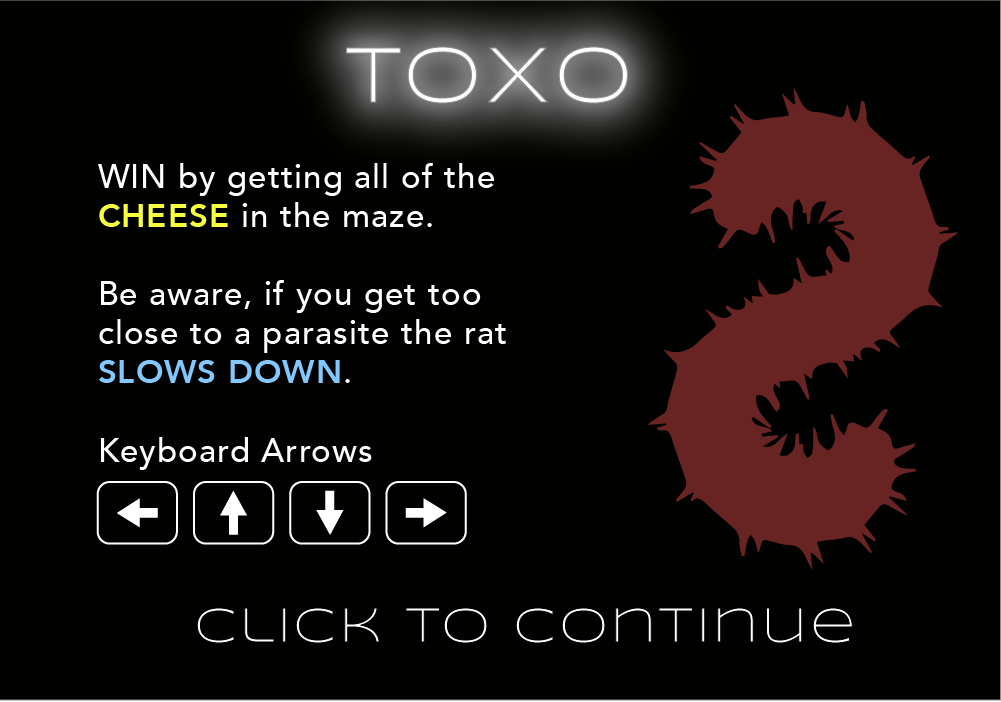 TOXO
WIN by getting all of the
CHEESE in the maze.
Be aware, if you get too
close to a parasite the rat
SLOWS DOWN.
Keyboard Arrows
CLICK TO CONTINUE